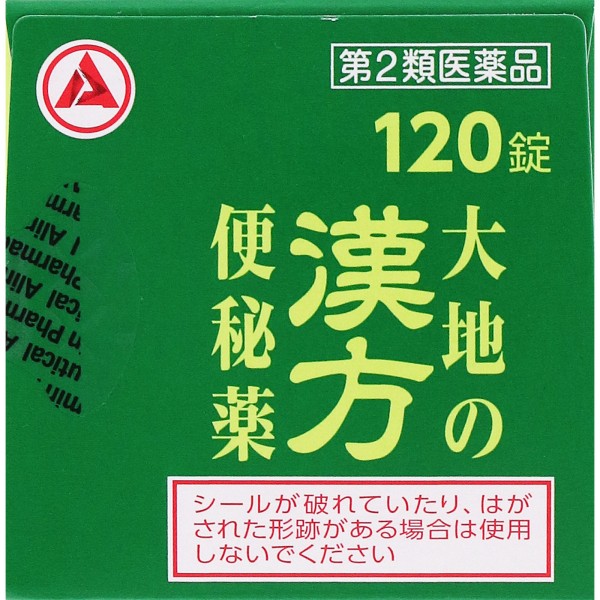 第2類医薬品
120錠
大地の
漢方
便秘薬
シールが破れていたり、はが
された形跡がある場合は使用
しないでください